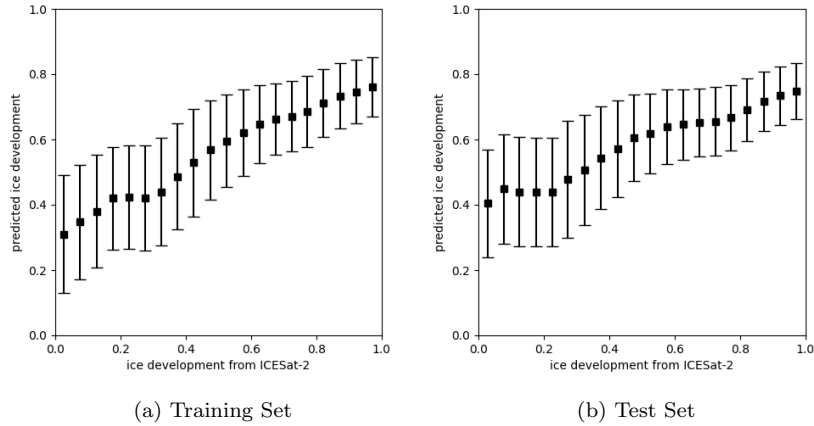 1.0
0.8
0.6
0.4
0.2
0.0
predicted ice development
0.0 0.2 0.4 0.6 0.8 1.0
ice development from ICESat-2
(a) Training Set
1.0
0.8
0.6
0.4
0.2
0.0
predicted ice development
0.0 0.2 0.4 0.6 0.8 1.0
ice development from ICESat-2
(b) Test Set